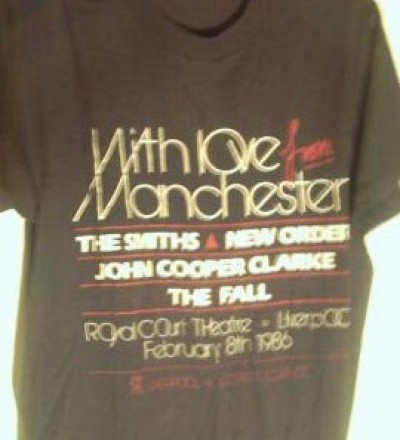 With love from
Manchester
THE SMITHS ▲ NEW ORDER
JOHN COOPER CLARKE
THE FALL
ROyal COurt THeatre - LIverpOOl
February 8th 1986